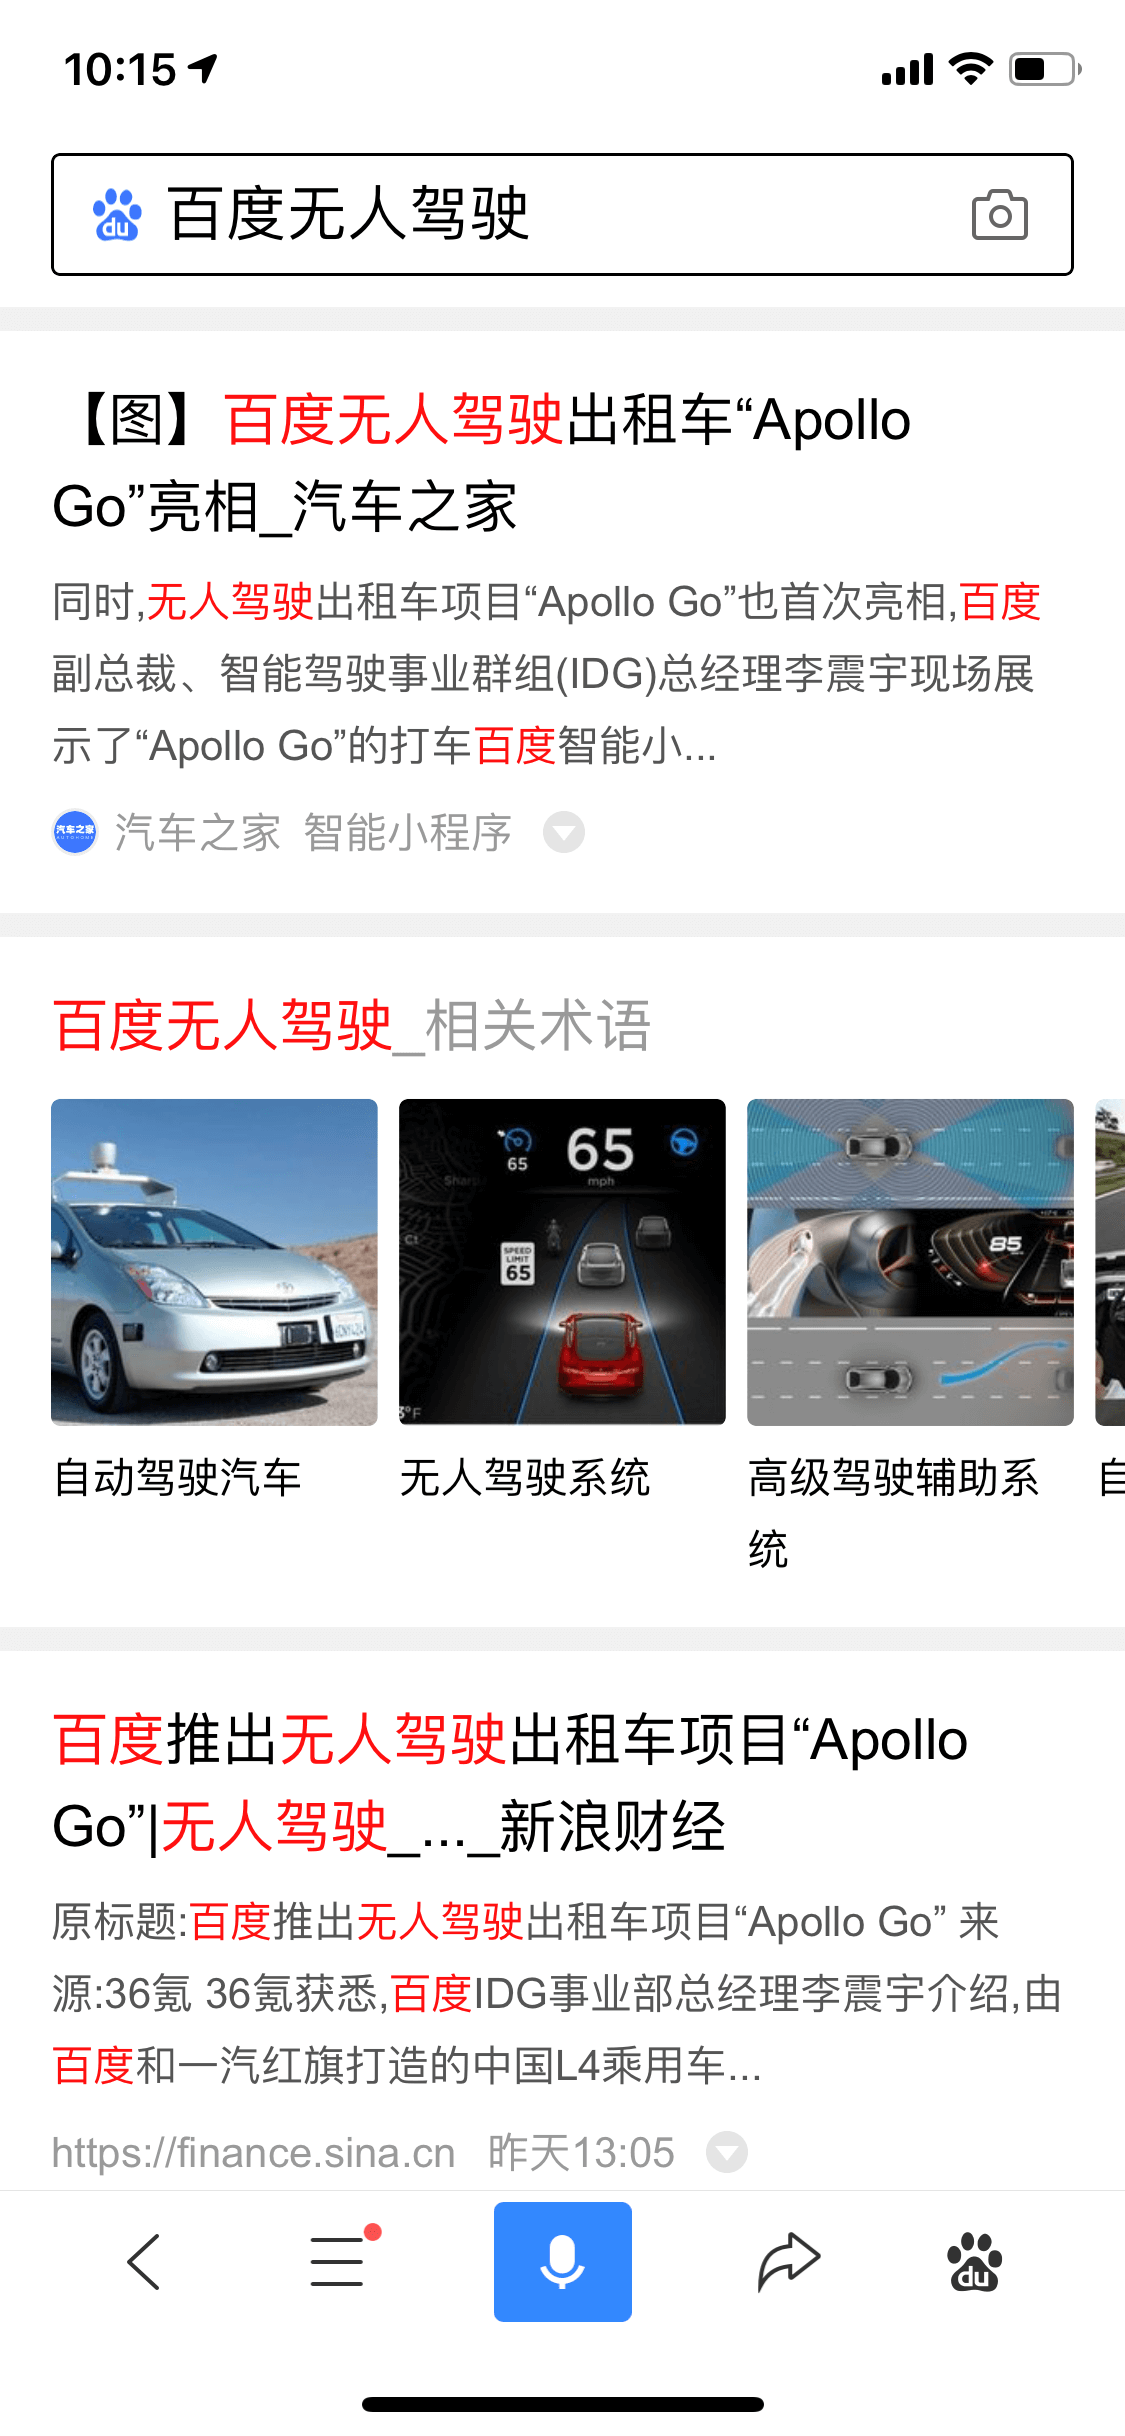 10:15
du 百度无人驾驶
【图】百度无人驾驶出租车“Apollo
Go”亮相_汽车之家
同时,无人驾驶出租车项目“Apollo Go”也首次亮相,百度
副总裁、智能驾驶事业群组(IDG)总经理李震宇现场展
示了“Apollo Go”的打车百度智能小...
汽车之家 汽车之家 智能小程序
百度无人驾驶_相关术语
65
65
mph
SPEED
LIMIT
65
3°F
85
自动驾驶汽车
无人驾驶系统
高级驾驶辅助系
统
自
百度推出无人驾驶出租车项目“Apollo
Go”|无人驾驶_..._新浪财经
原标题:百度推出无人驾驶出租车项目“Apollo Go” 来
源:36氪 36氪获悉,百度IDG事业部总经理李震宇介绍,由
百度和一汽红旗打造的中国L4乘用车...
https://finance.sina.cn 昨天13:05
du